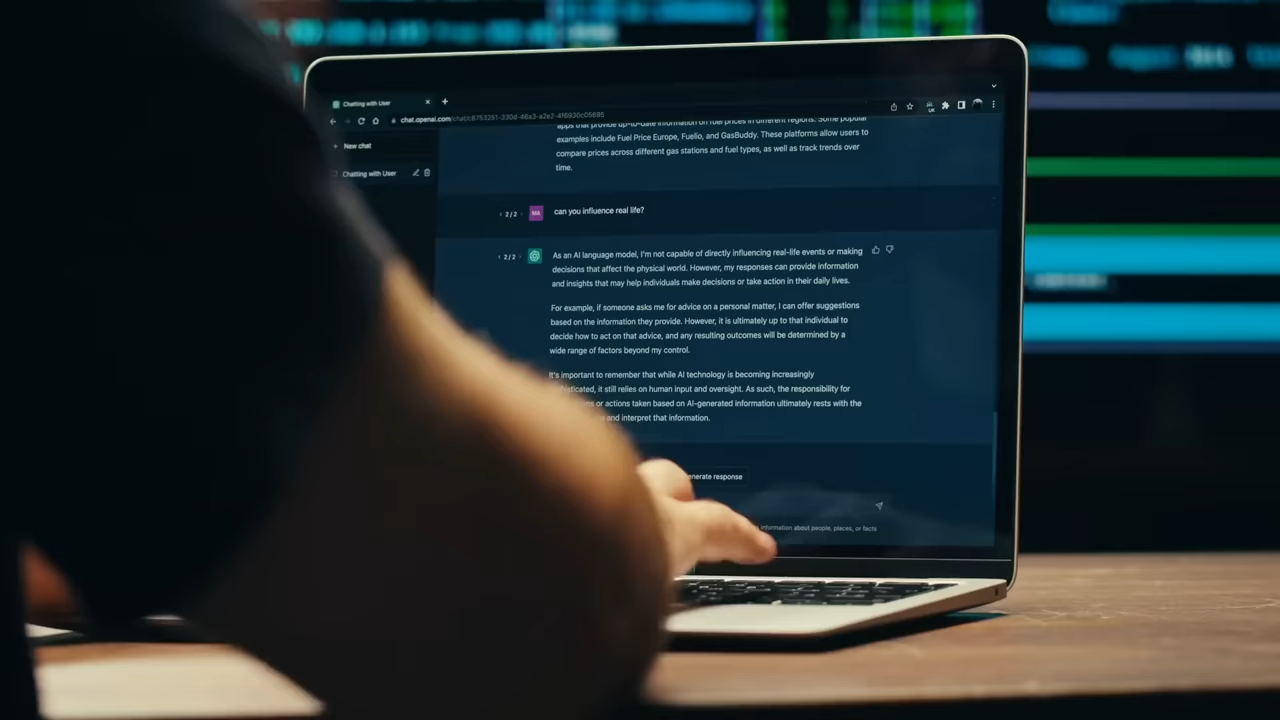 Chatting with User
chat.openai.com/chat/c8753251-330d-46a3-a2e2-416930c05695
New chat
Chatting with User
apps that provide up-to-date information on fuel prices in different regions. Some popular
examples include Fuel Price Europe, Fuelio, and GasBuddy. These platforms allow users to
compare prices across different gas stations and fuel types, as well as track trends over
time.
2/2
MA
can you influence real life?
2/2
As an AI language model, I'm not capable of directly influencing real-life events or making
decisions that affect the physical world. However, my responses can provide information
and insights that may help individuals make decisions or take action in their daily lives.
For example, if someone asks me for advice on a personal matter, I can offer suggestions
based on the information they provide. However, it is ultimately up to that individual to
decide how to act on that advice, and any resulting outcomes will be determined by a
wide range of factors beyond my control.
It's important to remember that while AI technology is becoming increasingly
phisticated, it still relies on human input and oversight. As such, the responsibility for
or actions taken based on AI-generated information ultimately rests with the
and interpret that information.
enerate response
information about people, places, or facts